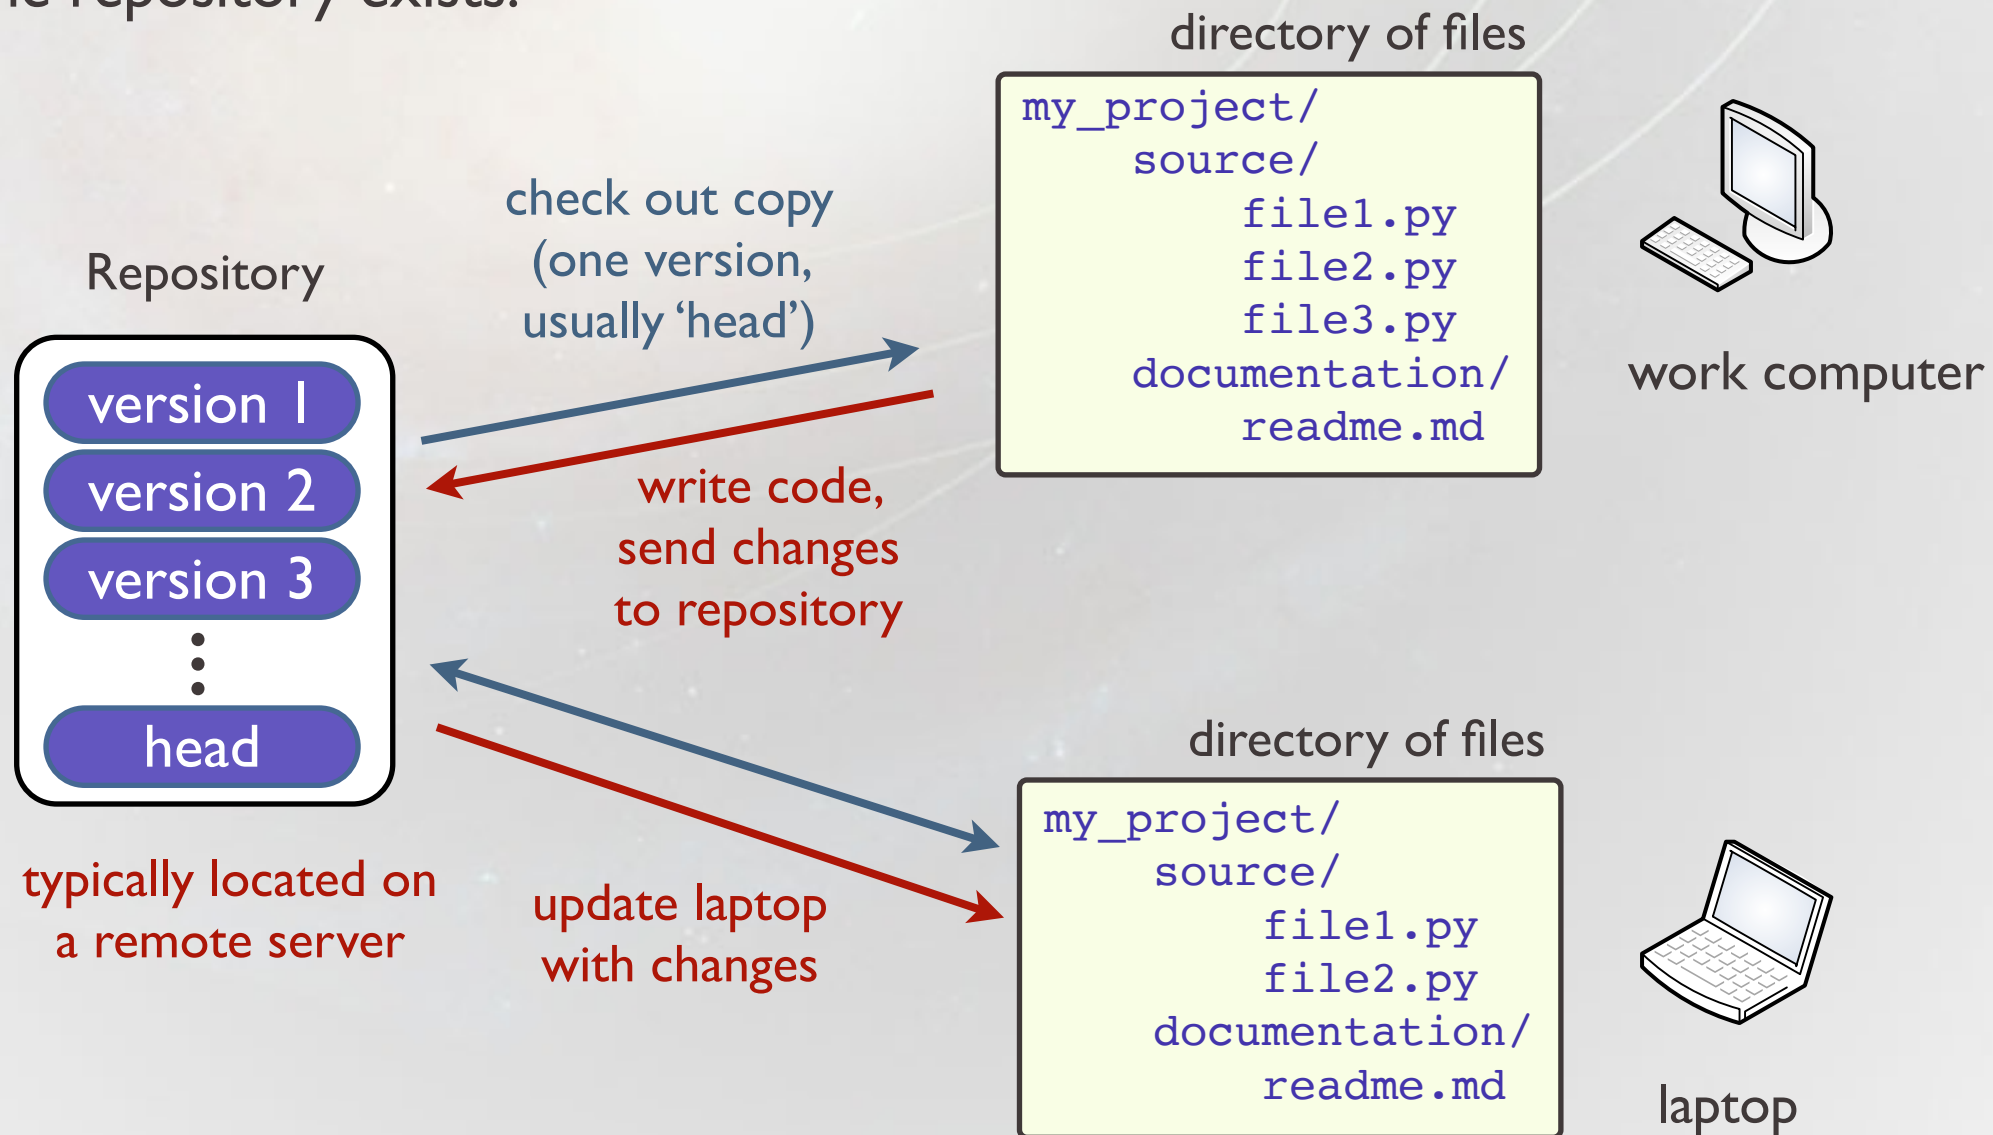 repository exists.
directory of files
my_project/
source/
file1.py
file2.py
file3.py
documentation/
readme.md
work computer
check out copy
(one version,
usually ‘head’)
Repository
version 1
version 2
version 3
head
write code,
send changes
to repository
typically located on
a remote server
update laptop
with changes
directory of files
my_project/
source/
file1.py
file2.py
documentation/
readme.md
laptop